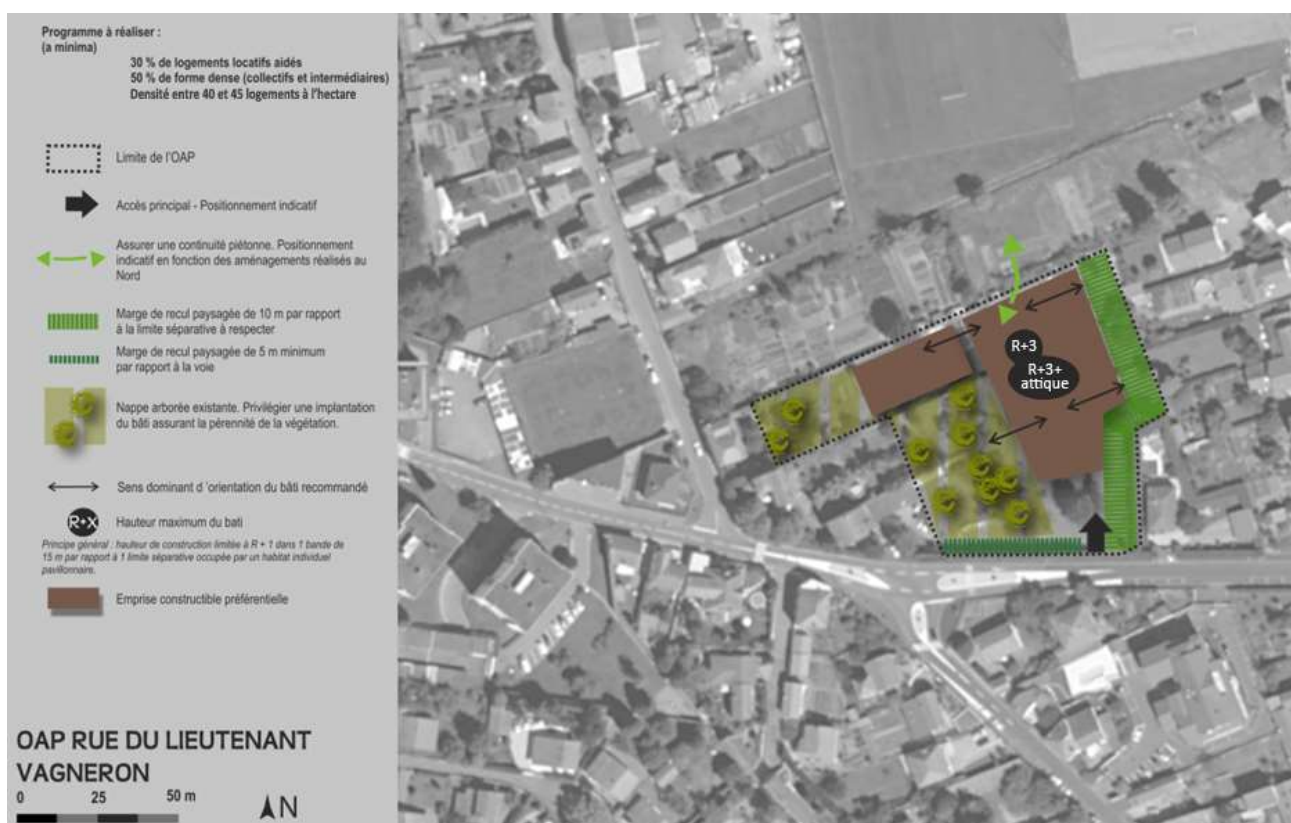 Programme à réaliser :
(a minima)
30 % de logements locatifs aidés
50 % de forme dense (collectifs et intermédiaires)
Densité entre 40 et 45 logements à l'hectare
Limite de l'OAP
Accès principal - Positionnement indicatif
Assurer une continuité piétonne. Positionnement
indicatif en fonction des aménagements réalisés au
Nord
Marge de recul paysagée de 10 m par rapport
à la limite séparative à respecter
Marge de recul paysagée de 5 m minimum
par rapport à la voie
Nappe arborée existante. Privilégier une implantation
du bâti assurant la pérennité de la végétation.
Sens dominant d 'orientation du bâti recommandé
R+X
Hauteur maximum du bati
Principe général : hauteur de construction limitée à R + 1 dans 1 bande de
15 m par rapport à 1 limite séparative occupée par un habitat individuel
pavillonnaire.
Emprise constructible préférentielle
OAP RUE DU LIEUTENANT
VAGNERON
0 25 50 m
N
R+3
R+3+
attique